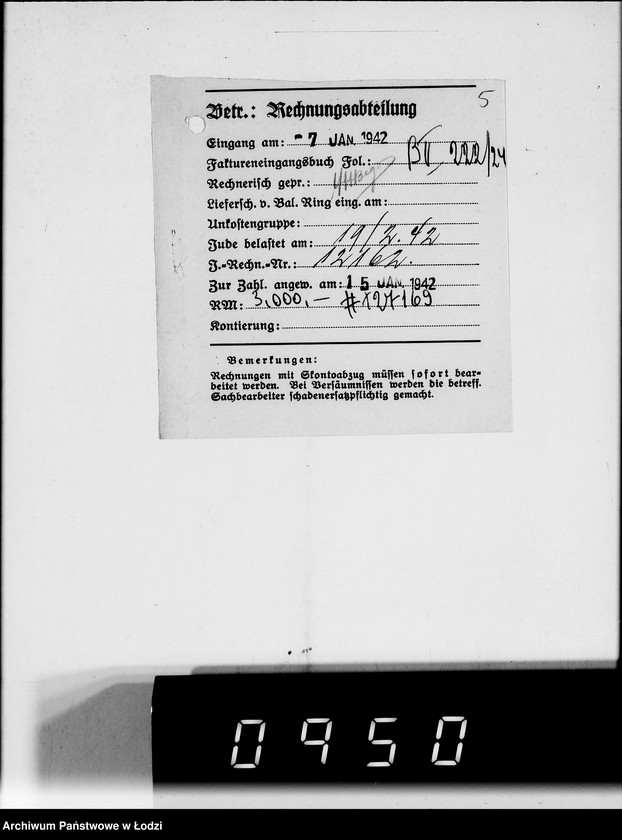 5
Betr.: Rechnungsabteilung
Eingang am: -7 JAN. 1942
Faktureneingangsbuch Fol.: 222/24
Rechnerisch gepr.:
Liefersch. v. Bal. Ring eing. am:
Unkostengruppe:
Jude belastet am: 19/2.42
J.-Rechn.-Nr.: 12162.
Zur Zahl. angew. am: 15 JAN. 1942
RM: 3,000,—
Kontierung:
Bemerkungen:
Rechnungen mit Skontoabzug müssen sofort bear-
beitet werden. Bei Versäumnissen werden die betreff.
Sachbearbeiter schadenersatzpflichtig gemacht.
0950
Archiwum Państwowe w Łodzi